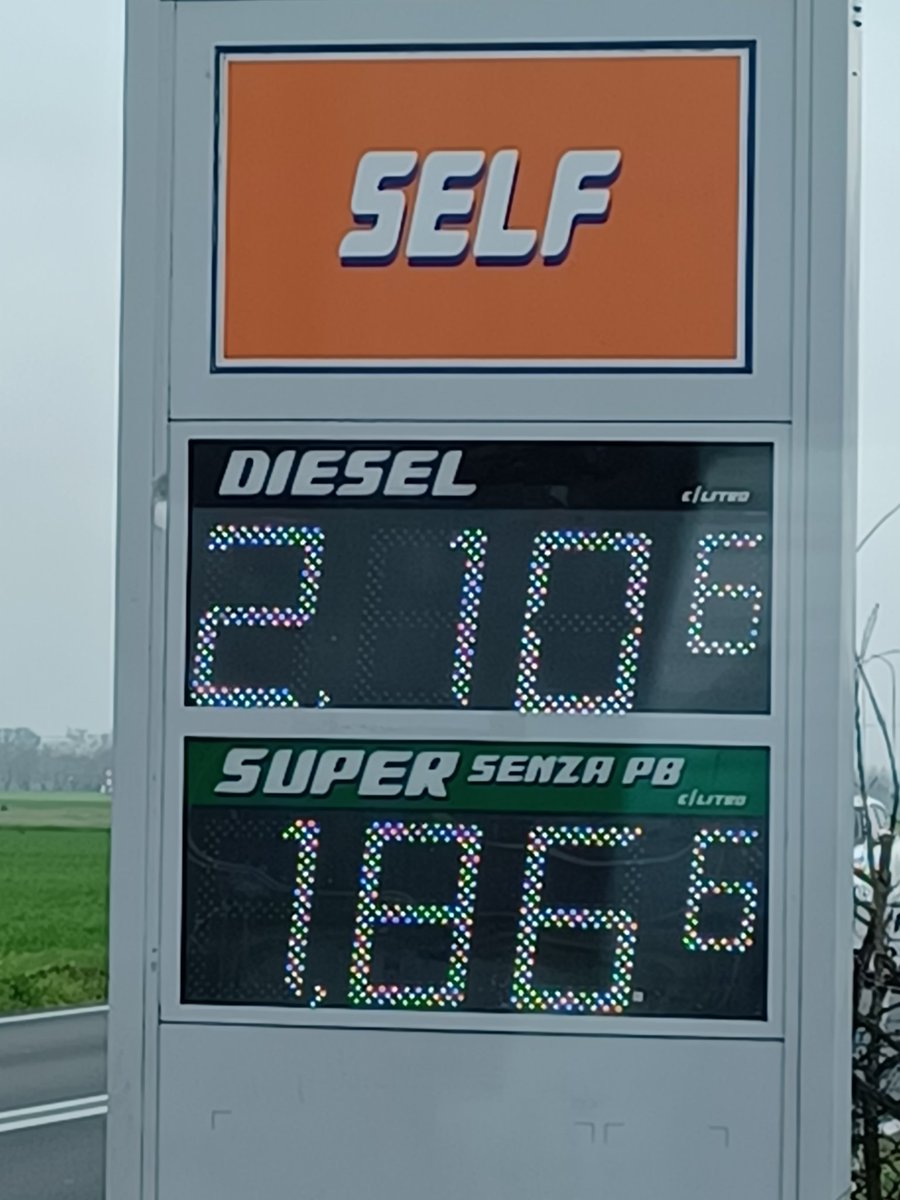 SELF
DIESEL €/LITRO
2.106
SUPER SENZA PB €/LITRO
1.866